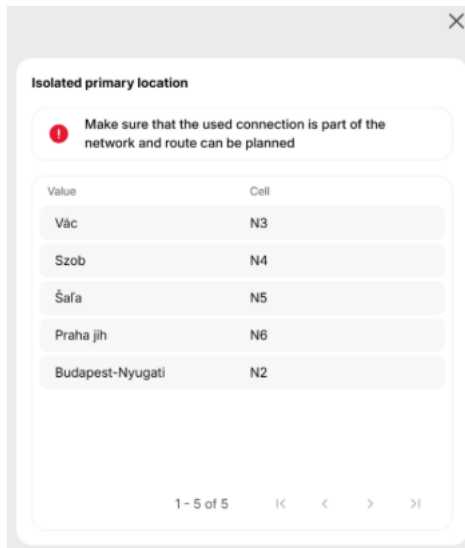 Isolated primary location
Make sure that the used connection is part of the
network and route can be planned
Value Cell
Vác N3
Szob N4
Šaľa N5
Praha jih N6
Budapest-Nyugati N2
1 - 5 of 5